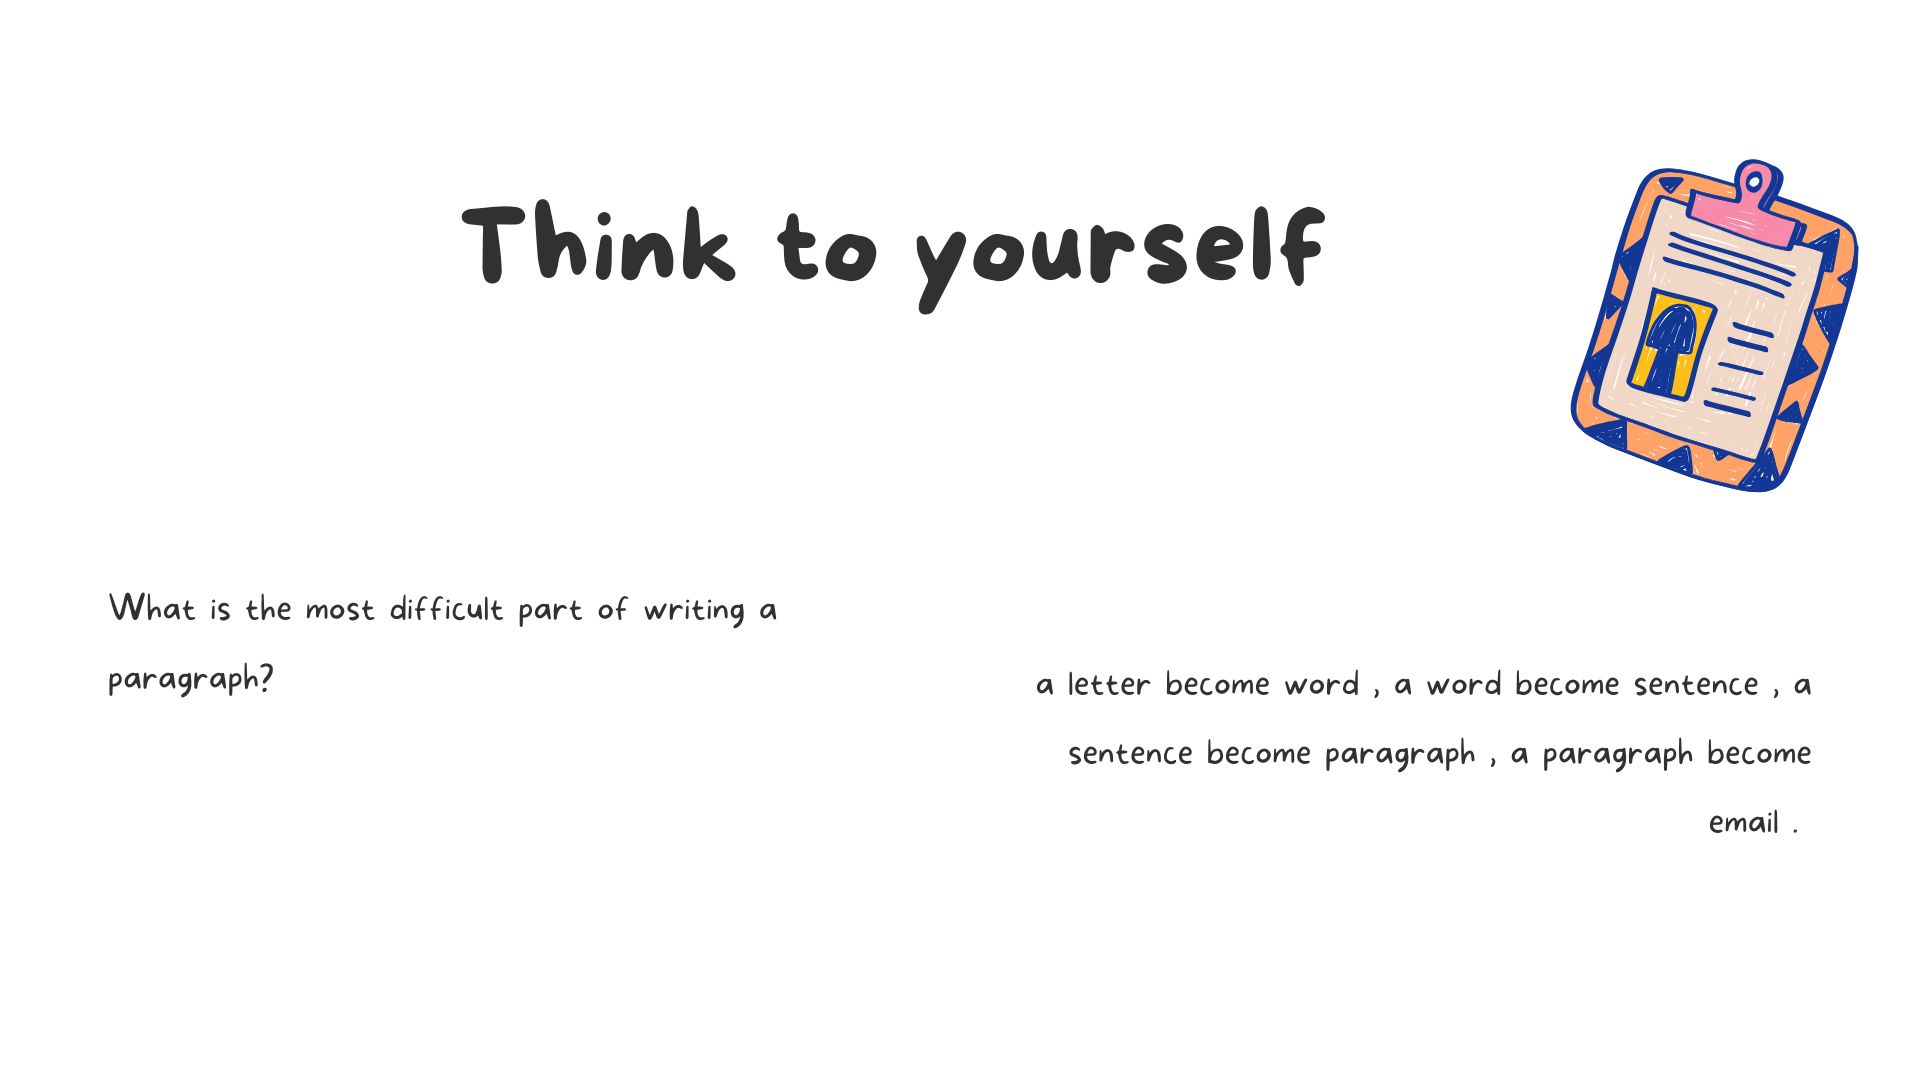 Think to yourself
What is the most difficult part of writing a
paragraph?
a letter become word , a word become sentence , a
sentence become paragraph , a paragraph become
email .